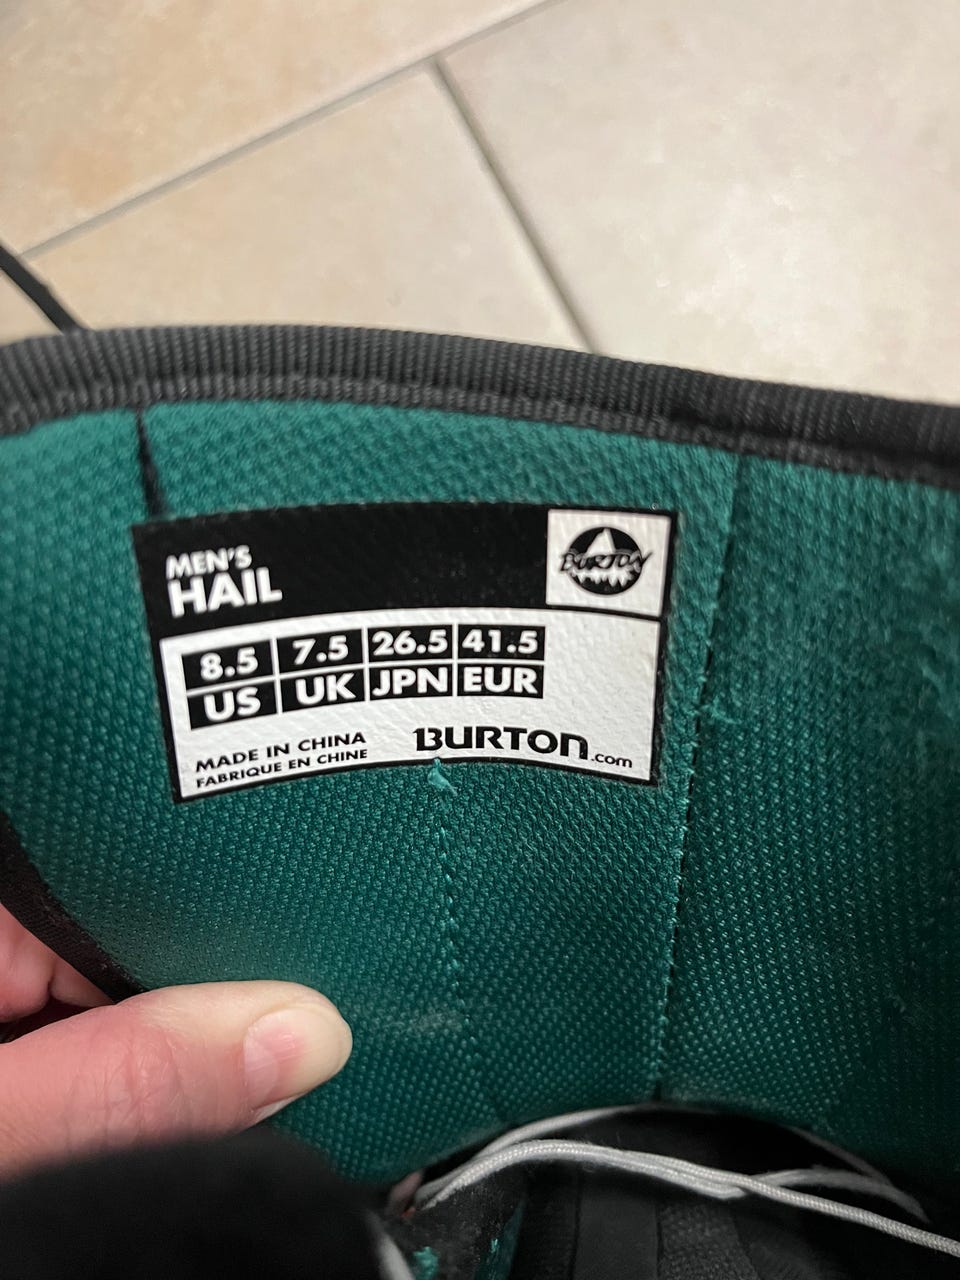 MEN'S
HAIL
BURTON
8.5 7.5 26.5 41.5
US UK JPN EUR
MADE IN CHINA
FABRIQUE EN CHINE
BURTON.com